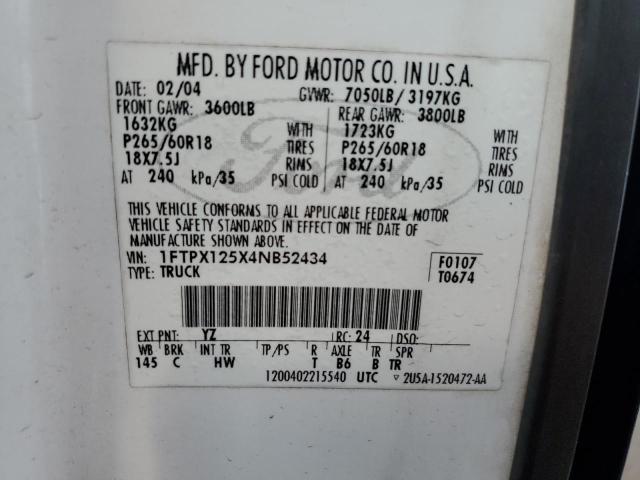 MFD. BY FORD MOTOR CO. IN U.S.A.
DATE: 02/04 GVWR: 7050LB/ 3197KG
FRONT GAWR: 3600LB REAR GAWR: 3800LB
1632KG WITH 1723KG WITH
P265/60R18 TIRES P265/60R18 TIRES
18X7.5J RIMS 18X7.5J RIMS
AT 240 kPa/35 PSI COLD AT 240 kPa/35 PSI COLD
THIS VEHICLE CONFORMS TO ALL APPLICABLE FEDERAL MOTOR
VEHICLE SAFETY STANDARDS IN EFFECT ON THE DATE OF
MANUFACTURE SHOWN ABOVE.
VIN: 1FTPX125X4NB52434 F0107
TYPE: TRUCK T0674
Ford
EXT PNT: YZ RC: 24 DSO:
WB BRK INT TR TP/PS R AXLE TR SPR
145 C HW T B6 B TR
1200402215540 UTC ▽ 2U5A-1520472-AA